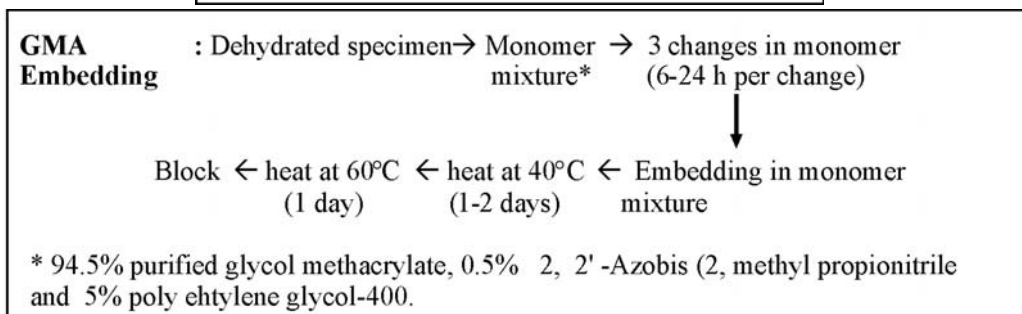 GMA : Dehydrated specimen→ Monomer → 3 changes in monomer
Embedding mixture* (6-24 h per change)
Block ← heat at 60°C ← heat at 40°C ← Embedding in monomer
(1 day) (1-2 days) mixture
* 94.5% purified glycol methacrylate, 0.5% 2, 2' -Azobis (2, methyl propionitrile
and 5% poly ehtylene glycol-400.